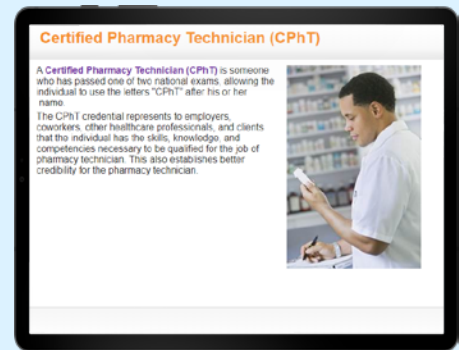 Certified Pharmacy Technician (CPhT)
A Certified Pharmacy Technician (CPhT) is someone
who has passed one of two national exams, allowing the
individual to use the letters "CPhT" after his or her
name.
The CPhT credential represents to employers,
coworkers, other healthcare professionals, and clients
that the individual has the skills, knowledge, and
competencies necessary to be qualified for the job of
pharmacy technician. This also establishes better
credibility for the pharmacy technician.